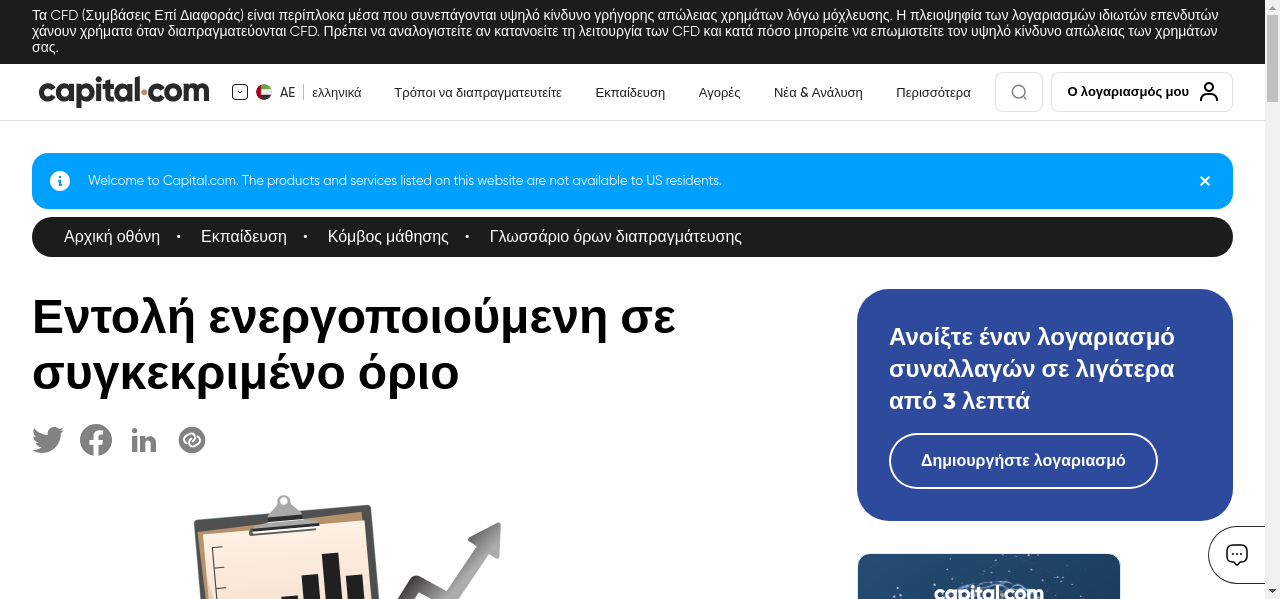 Τα CFD (Συμβάσεις Επί Διαφοράς) είναι περίπλοκα μέσα που συνεπάγονται υψηλό κίνδυνο γρήγορης απώλειας χρημάτων λόγω μόχλευσης. Η πλειοψηφία των λογαριασμών ιδιωτών επενδυτών
χάνουν χρήματα όταν διαπραγματεύονται CFD. Πρέπει να αναλογιστείτε αν κατανοείτε τη λειτουργία των CFD και κατά πόσο μπορείτε να επωμιστείτε τον υψηλό κίνδυνο απώλειας των χρημάτων
σας.
capital.com AE ελληνικά Τρόποι να διαπραγματευτείτε Εκπαίδευση Αγορές Νέα & Ανάλυση Περισσότερα Ο λογαριασμός μου
Welcome to Capital.com. The products and services listed on this website are not available to US residents.
Αρχική οθόνη • Εκπαίδευση • Κόμβος μάθησης • Γλωσσάριο όρων διαπραγμάτευσης
Εντολή ενεργοποιούμενη σε
συγκεκριμένο όριο
Ανοίξτε έναν λογαριασμό
συναλλαγών σε λιγότερα
από 3 λεπτά
Δημιουργήστε λογαριασμό
capital.com